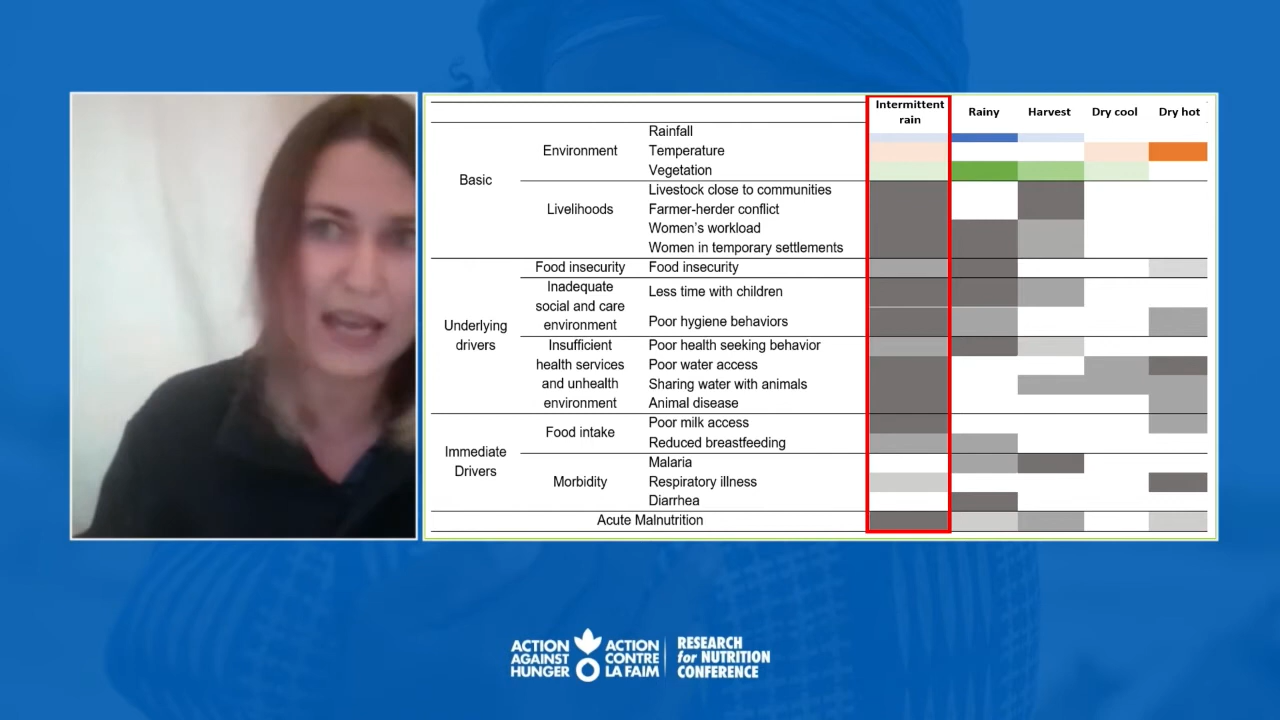 Intermittent
rain
Rainy
Harvest
Dry cool
Dry hot
Basic
Environment
Rainfall
Temperature
Vegetation
Livelihoods
Livestock close to communities
Farmer-herder conflict
Women's workload
Women in temporary settlements
Underlying
drivers
Food insecurity
Food insecurity
Inadequate
social and care
environment
Less time with children
Poor hygiene behaviors
Insufficient
health services
and unhealth
environment
Poor health seeking behavior
Poor water access
Sharing water with animals
Animal disease
Immediate
Drivers
Food intake
Poor milk access
Reduced breastfeeding
Morbidity
Malaria
Respiratory illness
Diarrhea
Acute Malnutrition
ACTION
AGAINST
HUNGER
ACTION
CONTRE
LA FAIM
RESEARCH
for NUTRITION
CONFERENCE